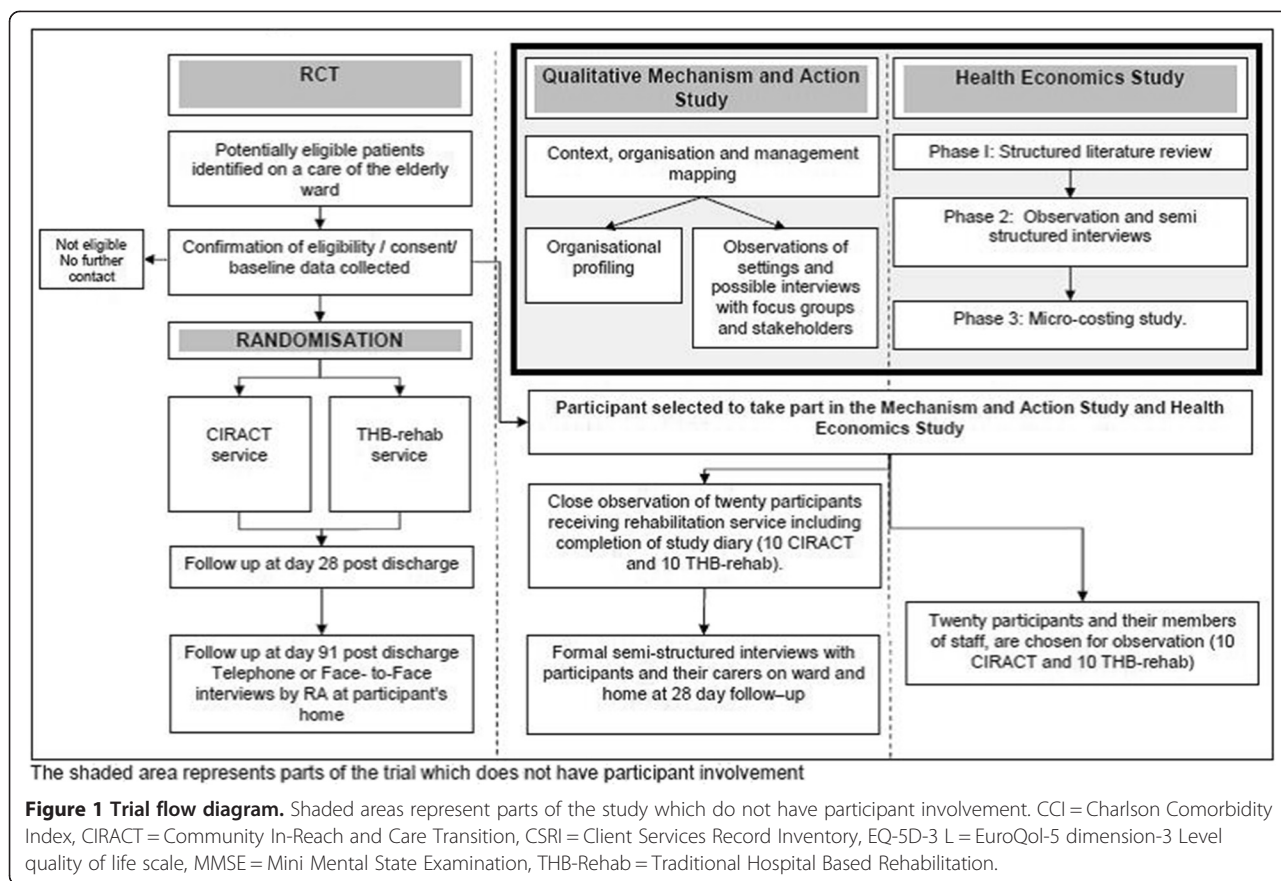 RCT
Potentially eligible patients
identified on a care of the elderly
ward
Not eligible
No further
contact
Confirmation of eligibility / consent/
baseline data collected
RANDOMISATION
CIRACT
service
THB-rehab
service
Follow up at day 28 post discharge
Follow up at day 91 post discharge
Telephone or Face- to-Face
interviews by RA at participant's
home
Qualitative Mechanism and Action
Study
Context, organisation and management
mapping
Organisational
profiling
Observations of
settings and
possible interviews
with focus groups
and stakeholders
Health Economics Study
Phase I: Structured literature review
Phase 2: Observation and semi
structured interviews
Phase 3: Micro-costing study.
Participant selected to take part in the Mechanism and Action Study and Health
Economics Study
Close observation of twenty participants
receiving rehabilitation service including
completion of study diary (10 CIRACT
and 10 THB-rehab).
Formal semi-structured interviews with
participants and their carers on ward and
home at 28 day follow–up
Twenty participants and their members
of staff, are chosen for observation (10
CIRACT and 10 THB-rehab)
The shaded area represents parts of the trial which does not have participant involvement
Figure 1 Trial flow diagram. Shaded areas represent parts of the study which do not have participant involvement. CCI = Charlson Comorbidity
Index, CIRACT = Community In-Reach and Care Transition, CSRI = Client Services Record Inventory, EQ-5D-3 L = EuroQol-5 dimension-3 Level
quality of life scale, MMSE = Mini Mental State Examination, THB-Rehab = Traditional Hospital Based Rehabilitation.